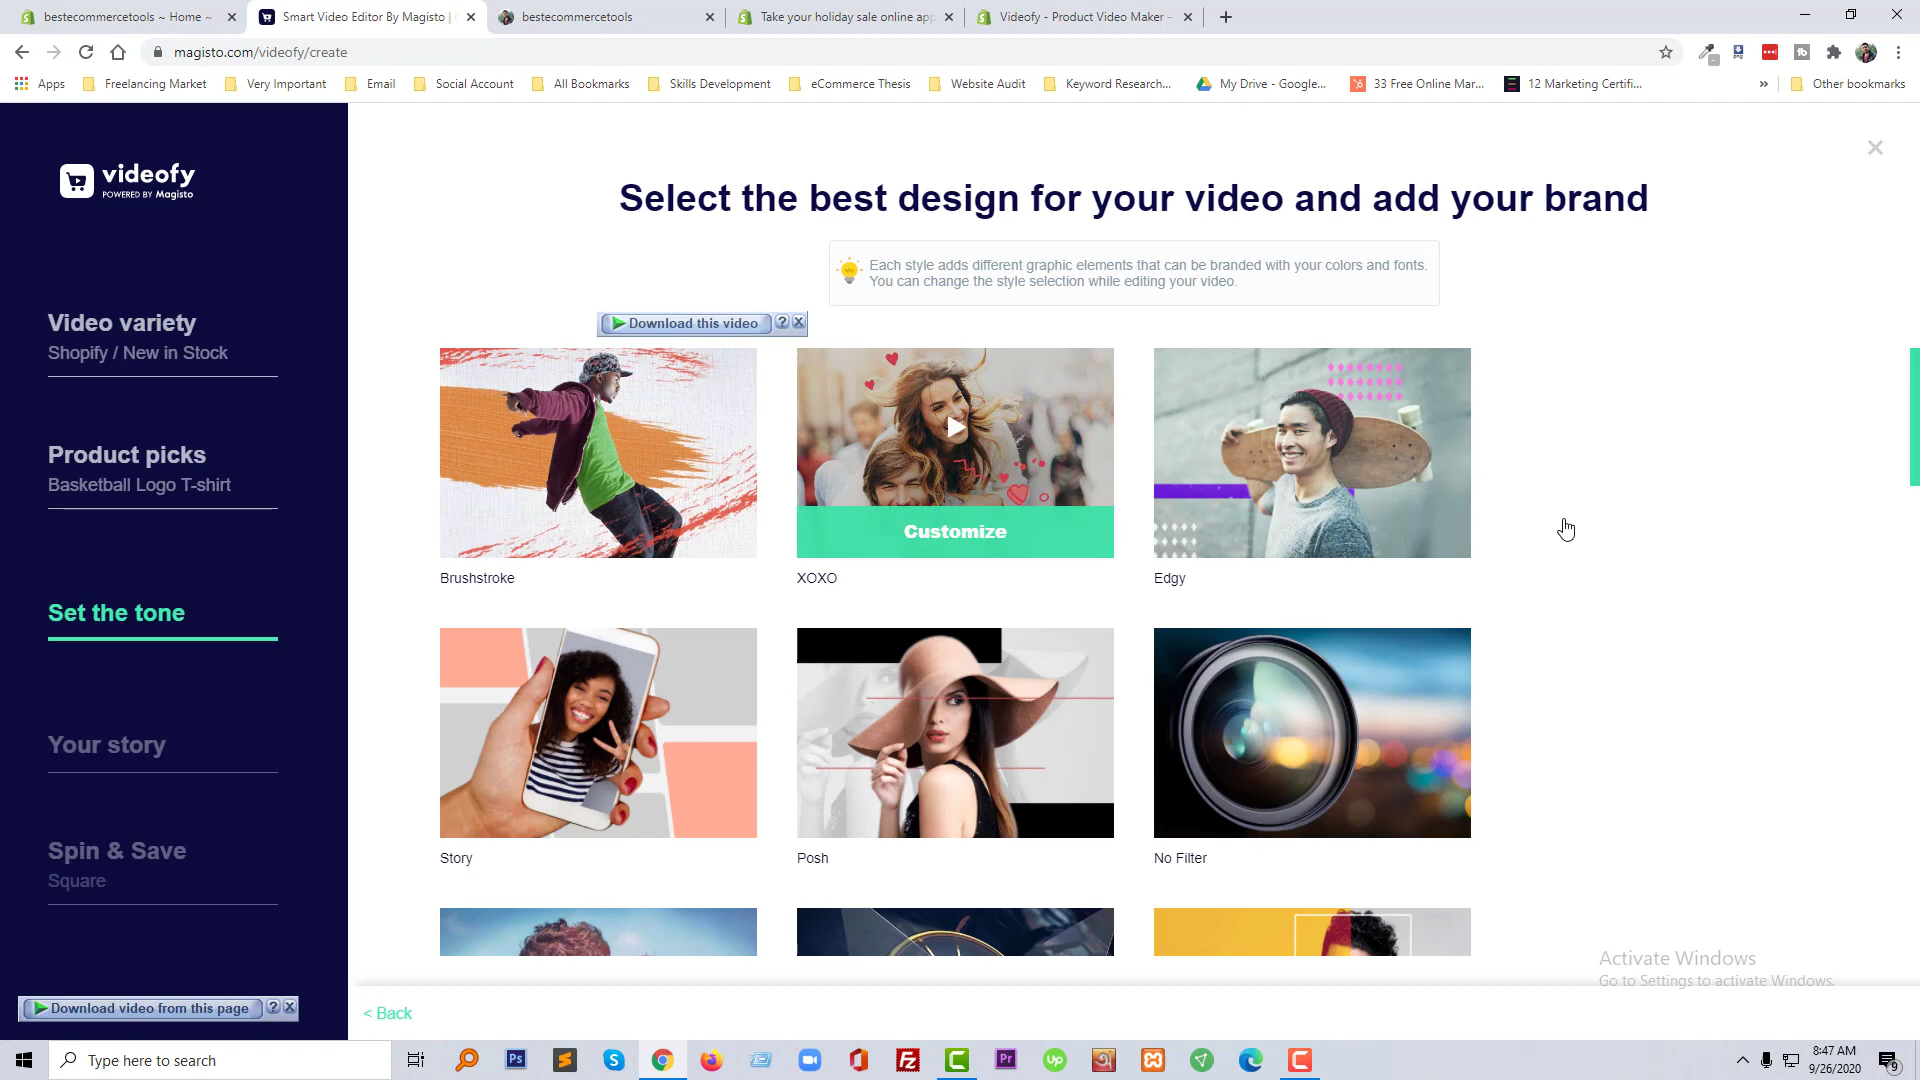 bestecommercetools ~ Home ~
Smart Video Editor By Magisto |
bestecommercetools
Take your holiday sale online app
Videofy - Product Video Maker –
magisto.com/videofy/create
Apps
Freelancing Market
Very Important
Email
Social Account
All Bookmarks
Skills Development
eCommerce Thesis
Website Audit
Keyword Research...
My Drive - Google...
33 Free Online Mar...
12 Marketing Certifi...
»
Other bookmarks
videofy
POWERED BY Magisto
Select the best design for your video and add your brand
Each style adds different graphic elements that can be branded with your colors and fonts.
You can change the style selection while editing your video.
Download this video
Video variety
Shopify / New in Stock
Product picks
Basketball Logo T-shirt
Set the tone
Your story
Spin & Save
Square
Customize
Brushstroke
XOXO
Edgy
Story
Posh
No Filter
Activate Windows
Go to Settings to activate Windows.
Download video from this page
< Back
Type here to search
Ps
Pr
Up
8:47 AM
9/26/2020
9